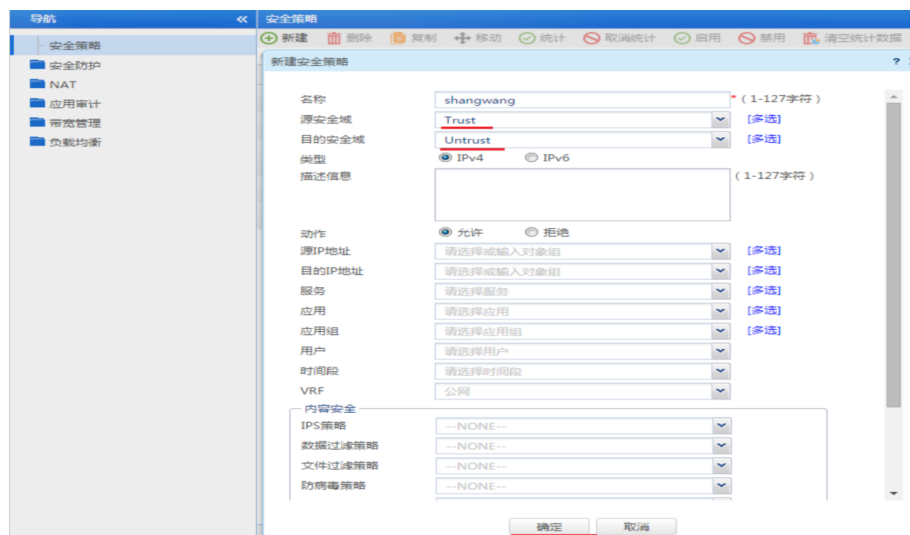 导航 «
安全策略
安全防护
NAT
应用审计
带宽管理
负载均衡
安全策略
新建 删除 复制 移动 统计 取消统计 启用 禁用 清空统计数据
新建安全策略 ?
名称 shangwang * (1-127字符)
源安全域 Trust [多选]
目的安全域 Untrust [多选]
类型 IPv4 IPv6
描述信息 (1-127字符)
动作 允许 拒绝
源IP地址 请选择或输入对象组 [多选]
目的IP地址 请选择或输入对象组 [多选]
服务 请选择服务 [多选]
应用 请选择应用 [多选]
应用组 请选择应用组 [多选]
用户 请选择用户
时间段 请选择时间段
VRF 公网
内容安全
IPS策略 --NONE--
数据过滤策略 --NONE--
文件过滤策略 --NONE--
防病毒策略 --NONE--
确定 取消